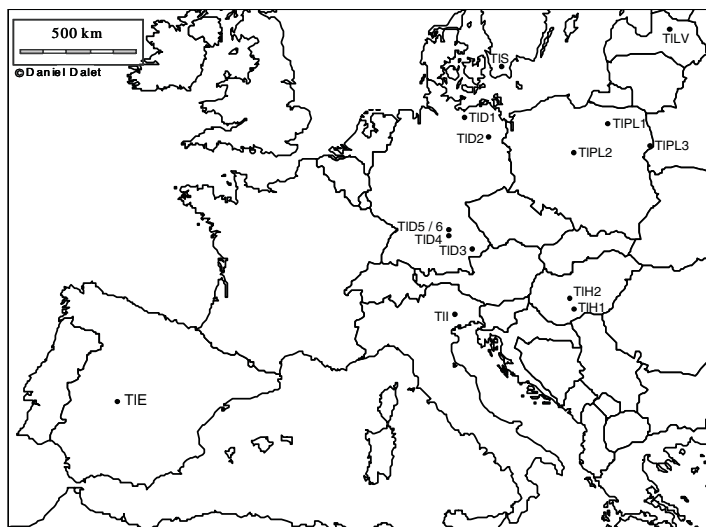 500 km
©Daniel Dalet
TILV
TIS
TID1
TIPL1
TID2
TIPL3
TIPL2
TID5 / 6
TID4
TID3
TIH2
TIH1
TII
TIE